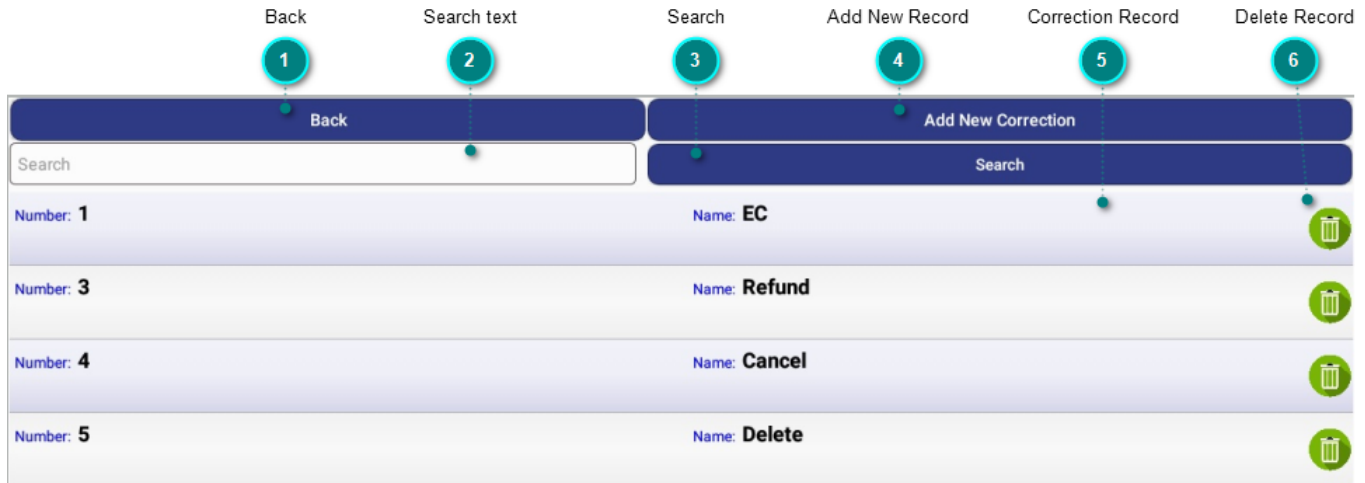 Back Search text Search Add New Record Correction Record Delete Record
1 2 3 4 5 6
Back Add New Correction
Search Search
Number: 1 Name: EC
Number: 3 Name: Refund
Number: 4 Name: Cancel
Number: 5 Name: Delete